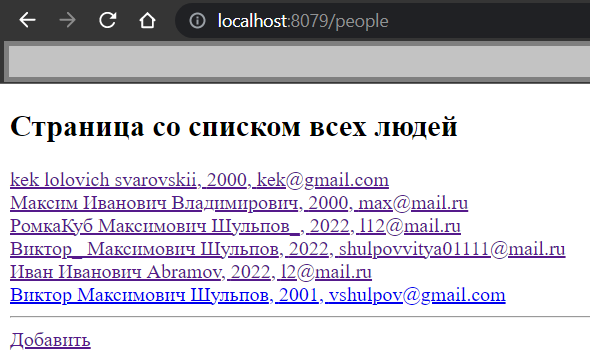 localhost:8079/people
Страница со списком всех людей
kek lolovich svarovskii, 2000, kek@gmail.com
Максим Иванович Владимирович, 2000, max@mail.ru
РомкаКуб Максимович Шульпов_, 2022, l12@mail.ru
Виктор_ Максимович Шульпов, 2022, shulpovvitya01111@mail.ru
Иван Иванович Abramov, 2022, l2@mail.ru
Виктор Максимович Шульпов, 2001, vshulpov@gmail.com
Добавить